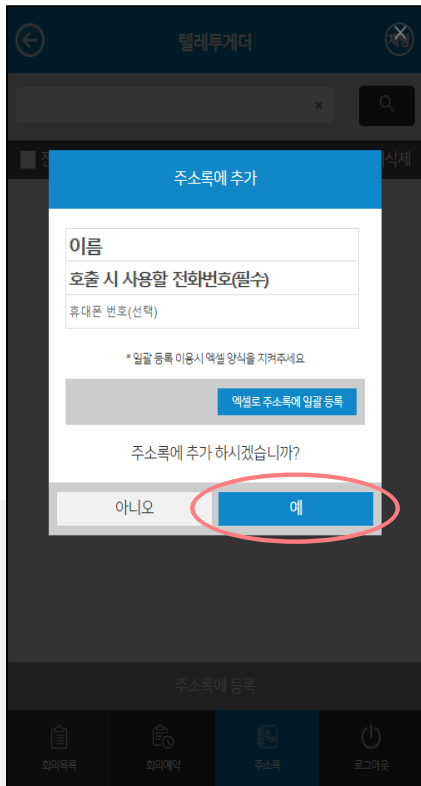 텔레투게더
채팅
x
전
삭제
주소록에 추가
이름
호출 시 사용할 전화번호(필수)
휴대폰 번호(선택)
* 일괄 등록 이용시 엑셀 양식을 지켜주세요
엑셀로 주소록에 일괄 등록
주소록에 추가 하시겠습니까?
아니오 예
주소록에 등록
회의목록 회의예약 주소록 로그아웃